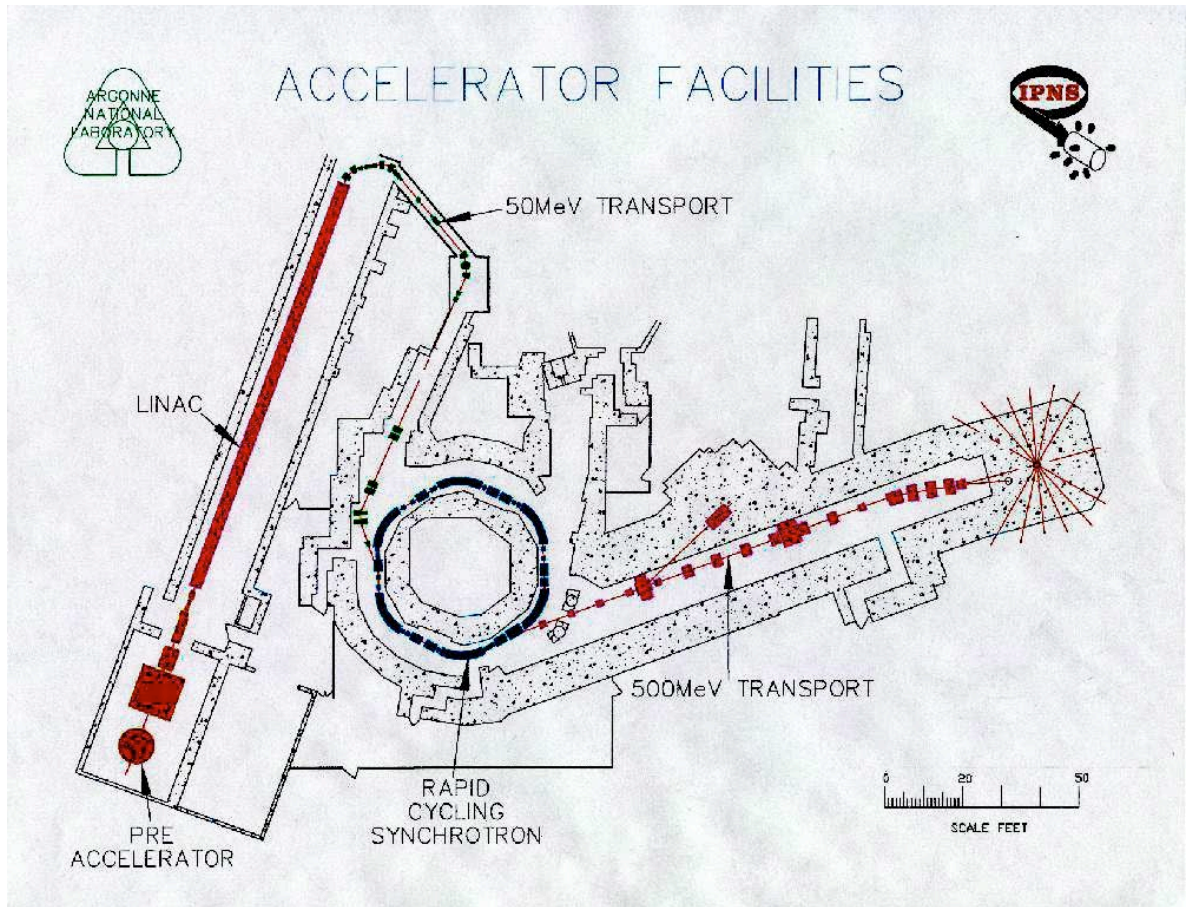 ACCELERATOR FACILITIES
ARGONNE
NATIONAL
LABORATORY
IPNS
50MeV TRANSPORT
LINAC
500MeV TRANSPORT
RAPID
CYCLING
SYNCHROTRON
PRE
ACCELERATOR
0 20 50
SCALE FEET